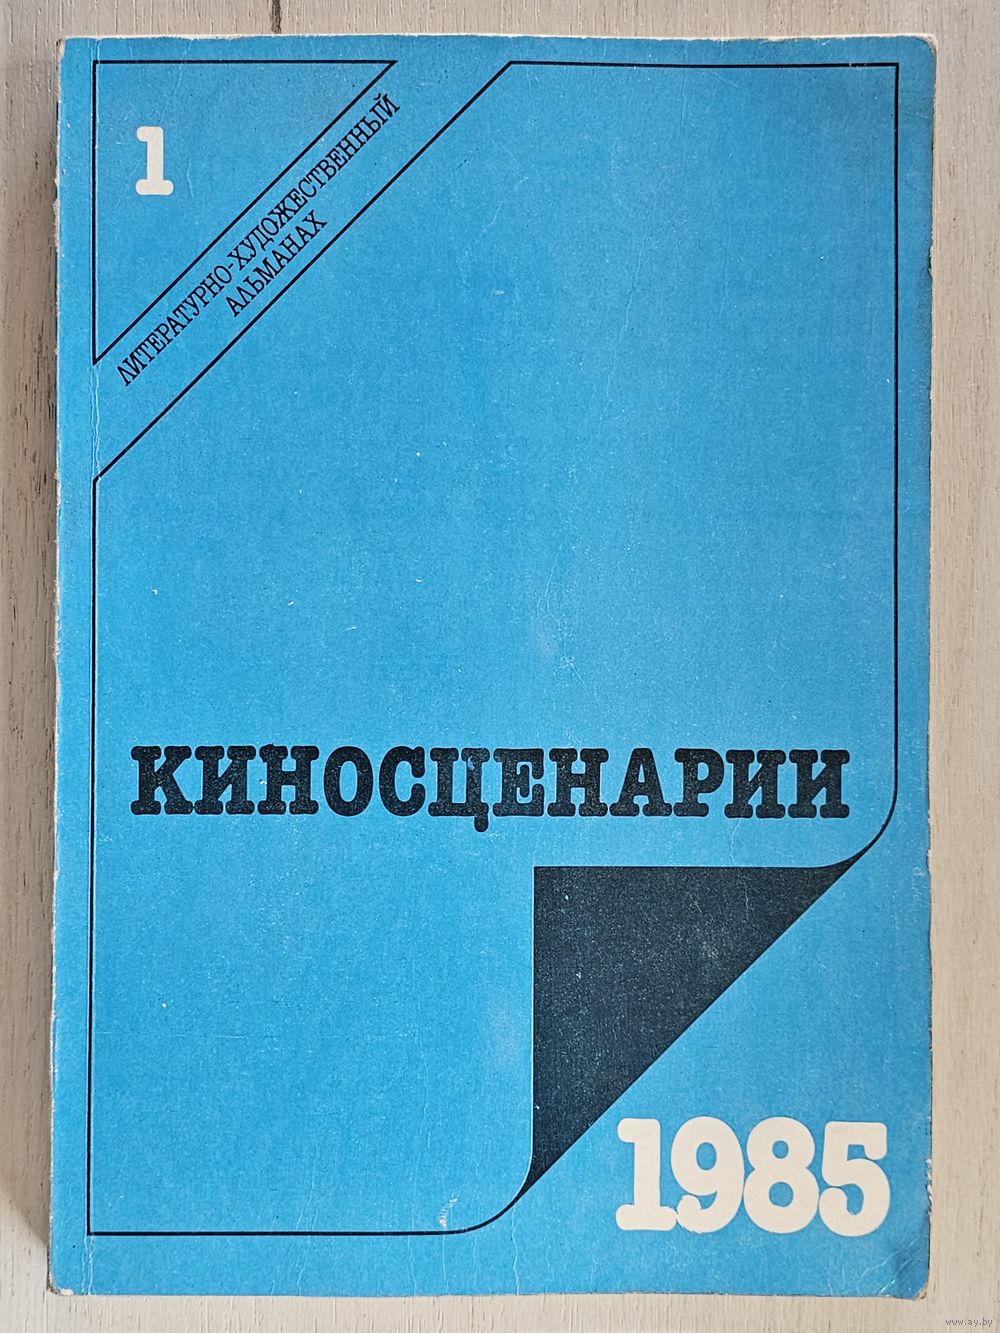 1
ЛИТЕРАТУРНО-ХУДОЖЕСТВЕННЫЙ
АЛЬМАНАХ
КИНОСЦЕНАРИИ
1985
www.ay.by